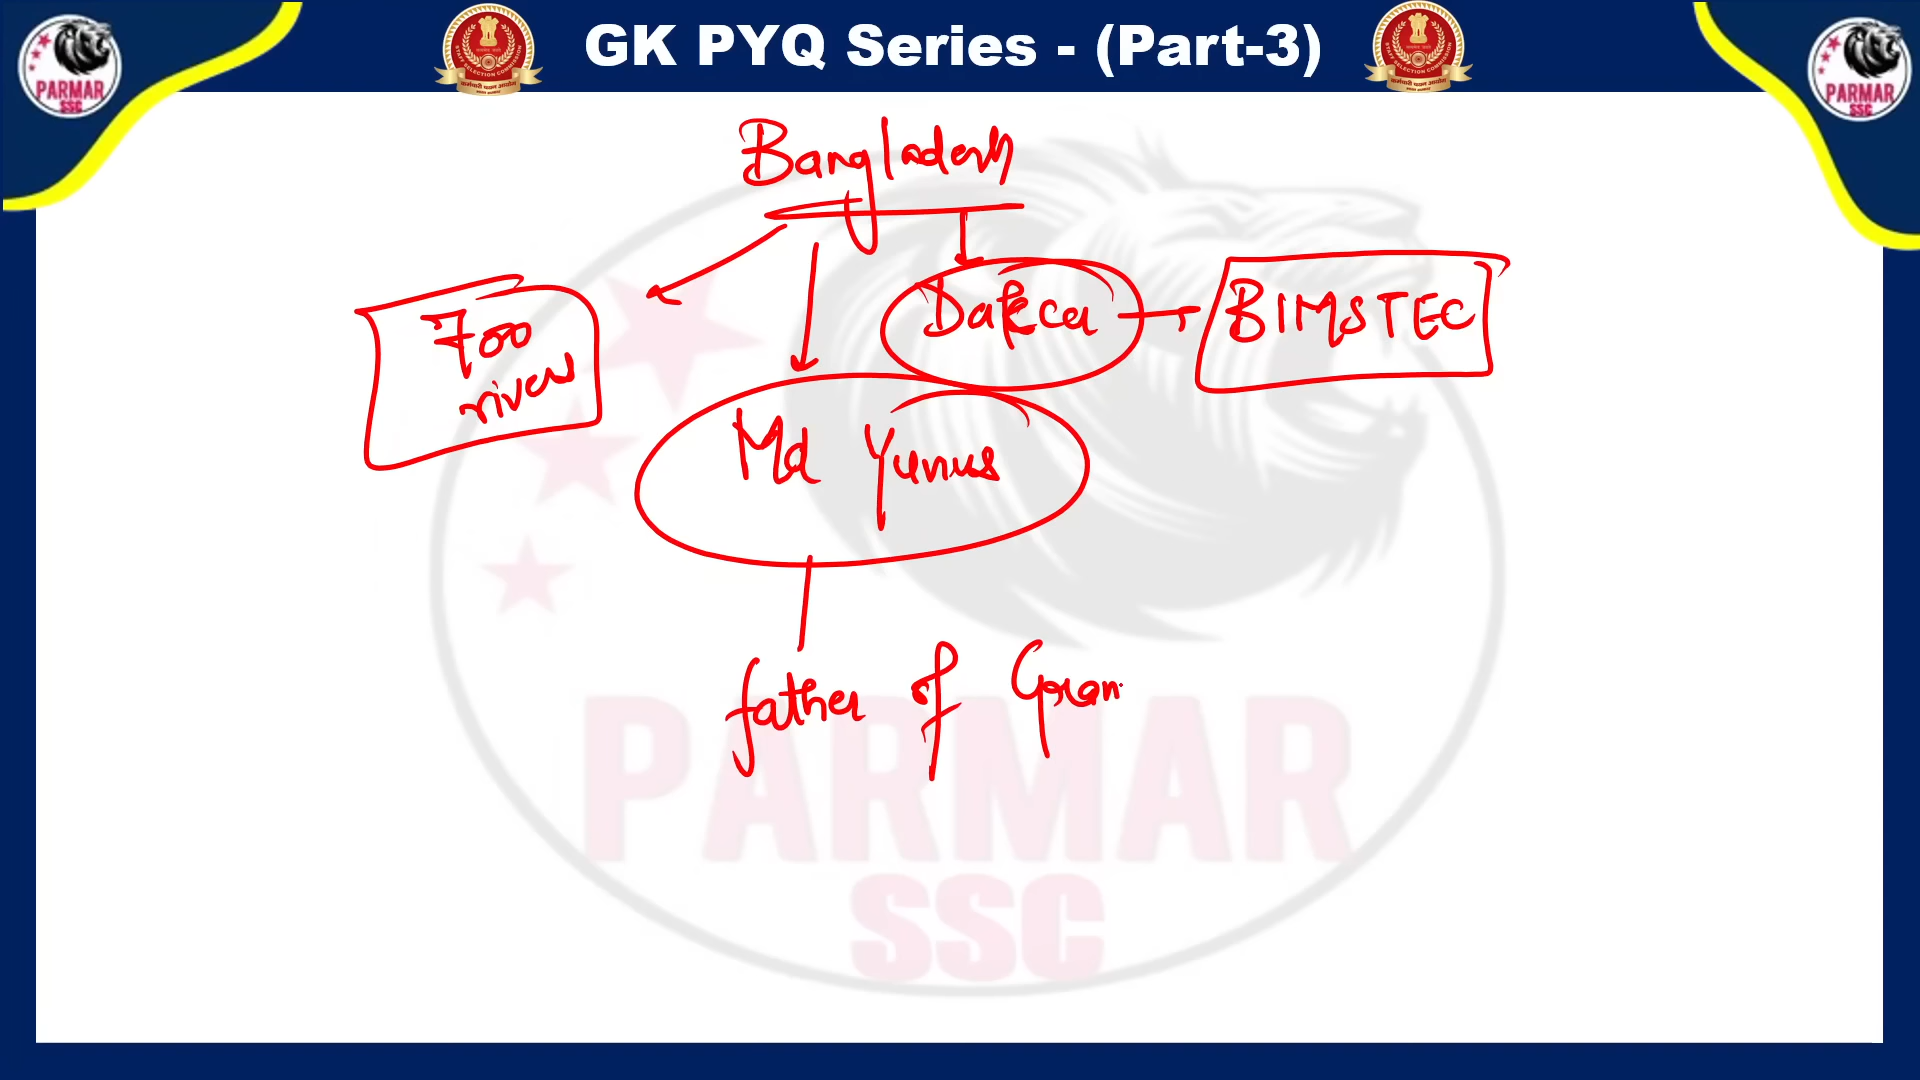 PARMAR
SSC
GK PYQ Series - (Part-3)
PARMAR
SSC
Bangladesh
700
rivers
Dakca
BIMSTEC
Md Yunus
father of Gram
PARMAR
SSC